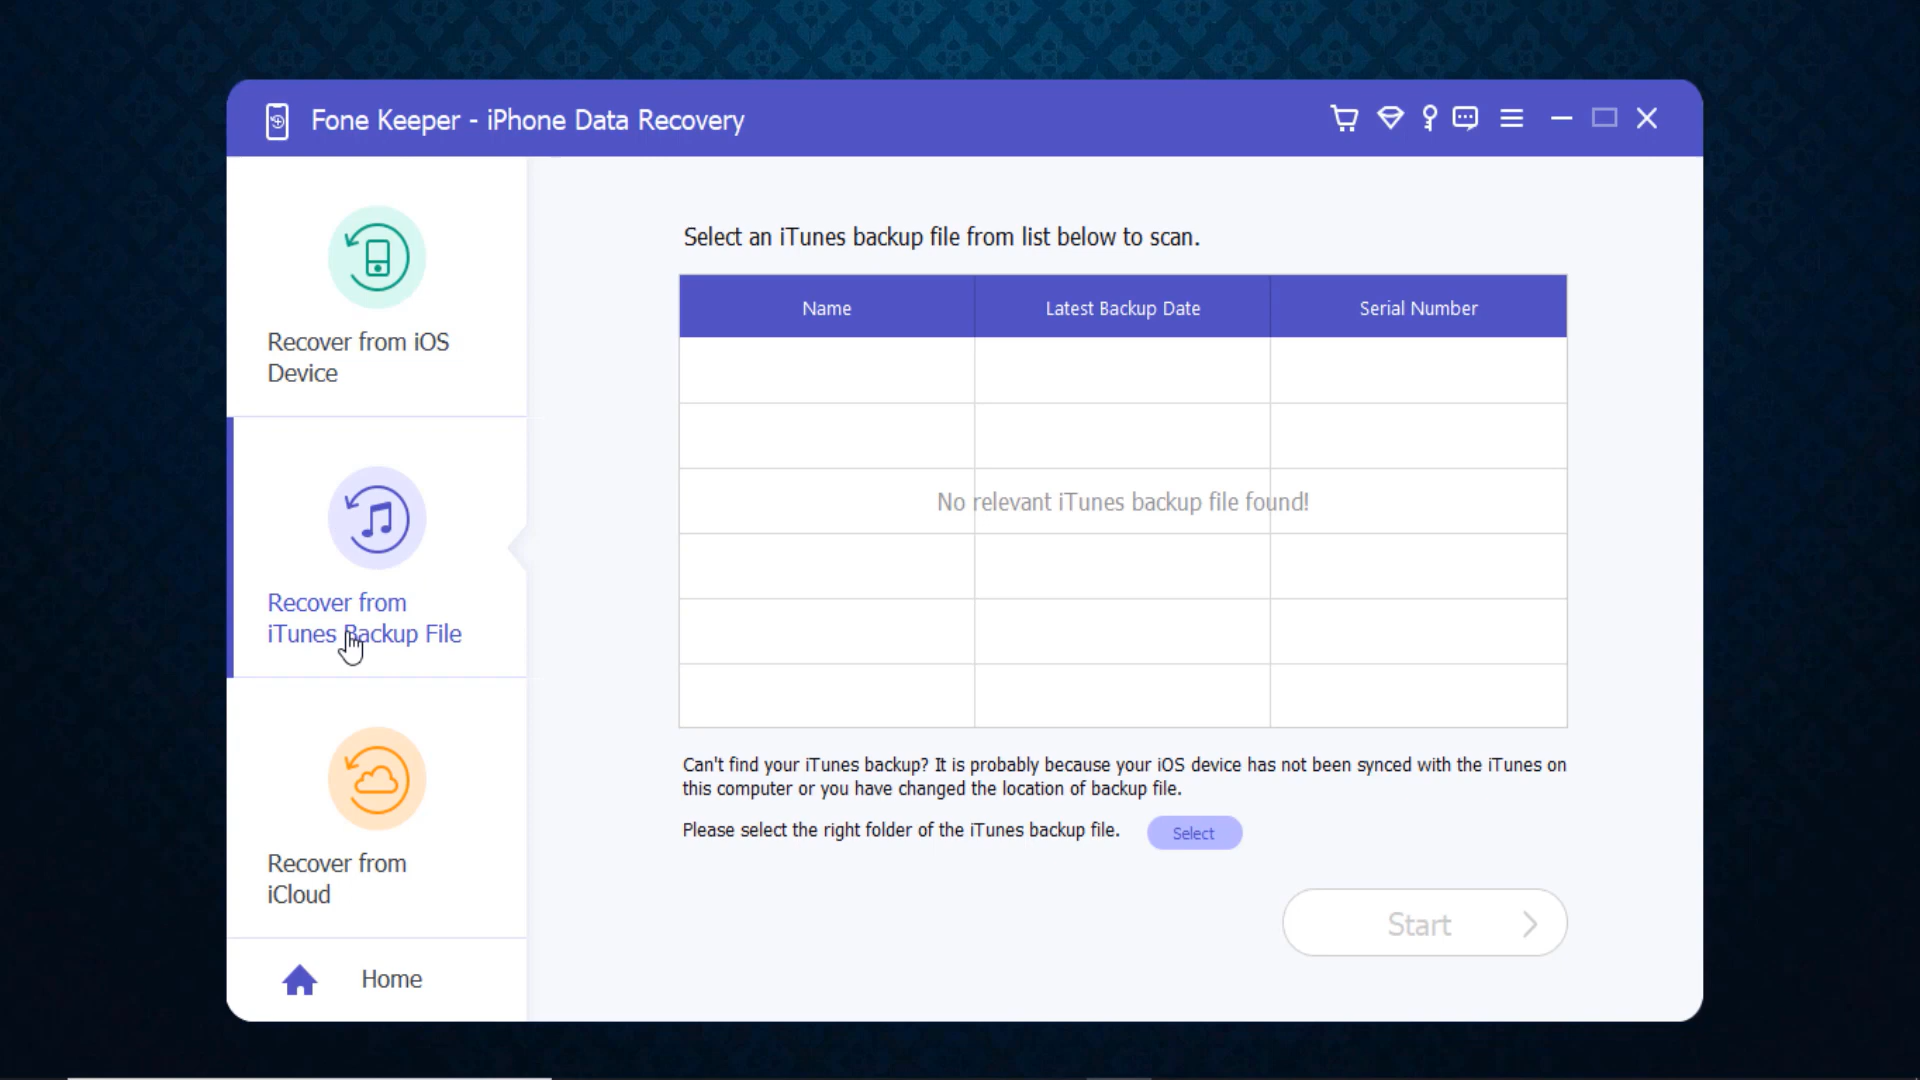 Fone Keeper - iPhone Data Recovery
Recover from iOS
Device
Recover from
iTunes Backup File
Recover from
iCloud
Home
Select an iTunes backup file from list below to scan.
Name Latest Backup Date Serial Number
No relevant iTunes backup file found!
Can't find your iTunes backup? It is probably because your iOS device has not been synced with the iTunes on
this computer or you have changed the location of backup file.
Please select the right folder of the iTunes backup file. Select
Start